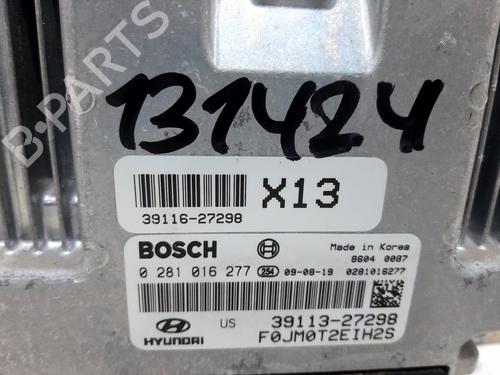 B-PARTS
131424
X13
39116-27298
BOSCH
Made in Korea
8604 0087
0 281 016 277 254 09-08-19 0281016277
HYUNDAI
US 39113-27298
F0JM0T2EIH2S